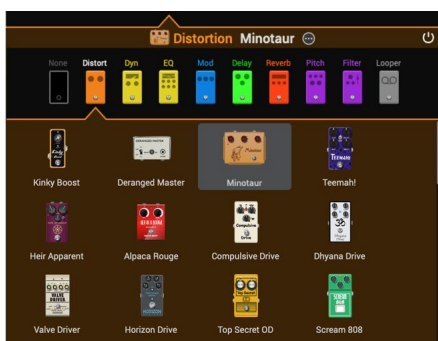 Distortion Minotaur
None Distort Dyn EQ Mod Delay Reverb Pitch Filter Looper
Kinky Boost Deranged Master Minotaur Teemah!
Heir Apparent Alpaca Rouge Compulsive Drive Dhyana Drive
Valve Driver Horizon Drive Top Secret OD Scream 808